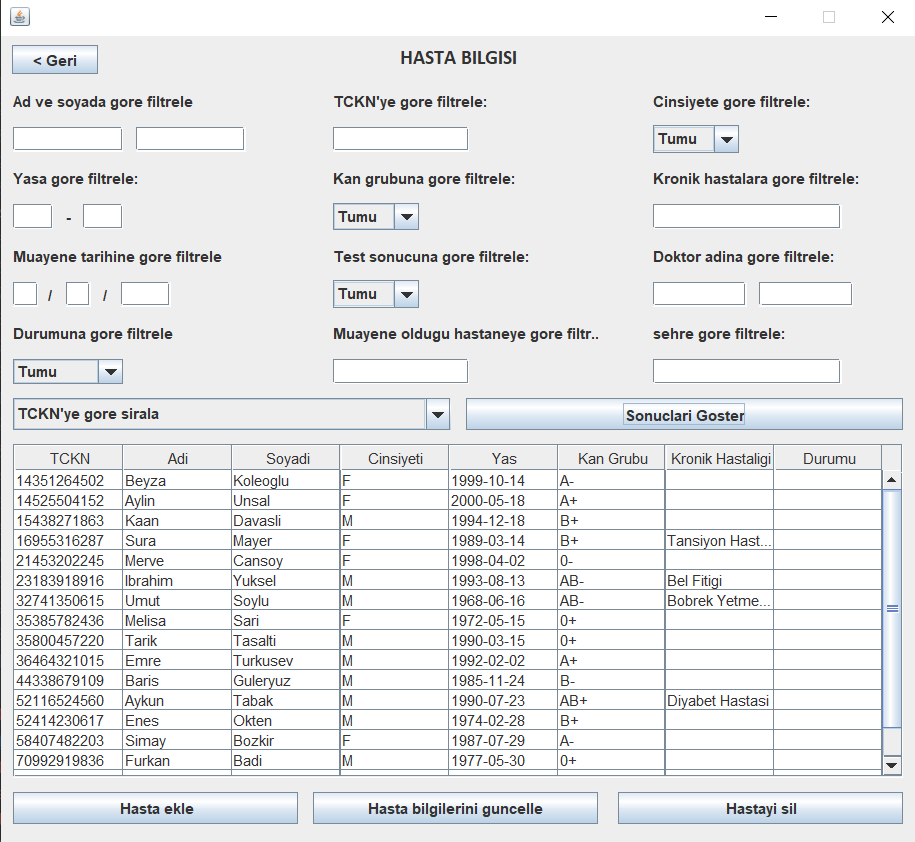 < Geri HASTA BILGISI
Ad ve soyada gore filtrele TCKN'ye gore filtrele: Cinsiyete gore filtrele:
Tumu
Yasa gore filtrele: Kan grubuna gore filtrele: Kronik hastalara gore filtrele:
- Tumu
Muayene tarihine gore filtrele Test sonucuna gore filtrele: Doktor adina gore filtrele:
/ / Tumu
Durumuna gore filtrele Muayene oldugu hastaneye gore filtr.. sehre gore filtrele:
Tumu
TCKN'ye gore sirala Sonuclari Goster
TCKN Adi Soyadi Cinsiyeti Yas Kan Grubu Kronik Hastaligi Durumu
14351264502 Beyza Koleoglu F 1999-10-14 A-
14525504152 Aylin Unsal F 2000-05-18 A+
15438271863 Kaan Davasli M 1994-12-18 B+
16955316287 Sura Mayer F 1989-03-14 B+ Tansiyon Hast...
21453202245 Merve Cansoy F 1998-04-02 0-
23183918916 Ibrahim Yuksel M 1993-08-13 AB- Bel Fitigi
32741350615 Umut Soylu M 1968-06-16 AB- Bobrek Yetme...
35385782436 Melisa Sari F 1972-05-15 0+
35800457220 Tarik Tasalti M 1990-03-15 0+
36464321015 Emre Turkusev M 1992-02-02 A+
44338679109 Baris Guleryuz M 1985-11-24 B-
52116524560 Aykun Tabak M 1990-07-23 AB+ Diyabet Hastasi
52414230617 Enes Okten M 1974-02-28 B+
58407482203 Simay Bozkir F 1987-07-29 A-
70992919836 Furkan Badi M 1977-05-30 0+
Hasta ekle Hasta bilgilerini guncelle Hastayi sil